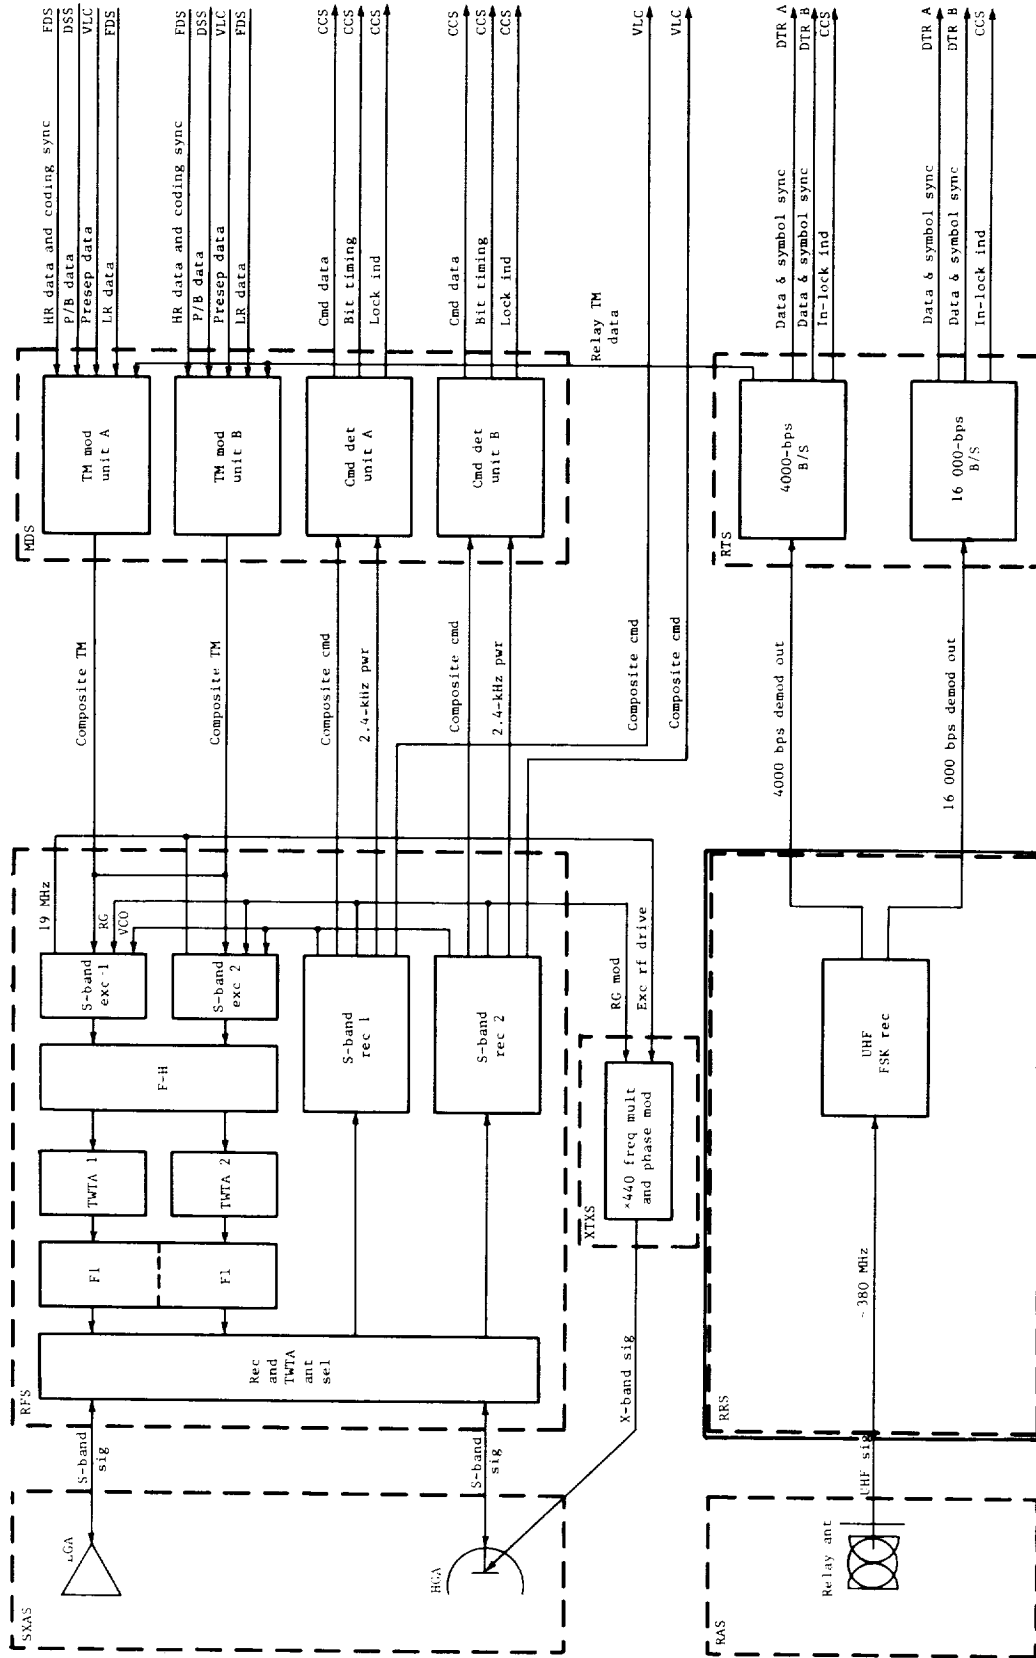 SXAS
LGA
HGA
S-band
sig
S-band
sig
X-band sig
RFS
Rec
and
TWTA
ant
sel
F1
F1
TWTA 1
TWTA 2
F-H
S-band
exc 1
S-band
exc 2
S-band
rec 1
S-band
rec 2
19 MHz
RG
VCO
XTXS
×440 freq mult
and phase mod
RG mod
Exc rf drive
Composite TM
Composite TM
Composite cmd
2.4-kHz pwr
Composite cmd
2.4-kHz pwr
Composite cmd
Composite cmd
MDS
TM mod
unit A
TM mod
unit B
Cmd det
unit A
Cmd det
unit B
HR data and coding sync
FDS
P/B data
DSS
Presep data
VLC
LR data
FDS
HR data and coding sync
FDS
P/B data
DSS
Presep data
VLC
LR data
FDS
Cmd data
CCS
Bit timing
CCS
Lock ind
CCS
Cmd data
CCS
Bit timing
CCS
Lock ind
CCS
Relay TM
data
VLC
VLC
RAS
Relay ant
UHF sig
RRS
~380 MHz
UHF
FSK rec
4000 bps demod out
16 000 bps demod out
RTS
4000-bps
B/S
16 000-bps
B/S
Data & symbol sync
DTR A
Data & symbol sync
DTR B
In-lock ind
CCS
Data & symbol sync
DTR A
Data & symbol sync
DTR B
In-lock ind
CCS